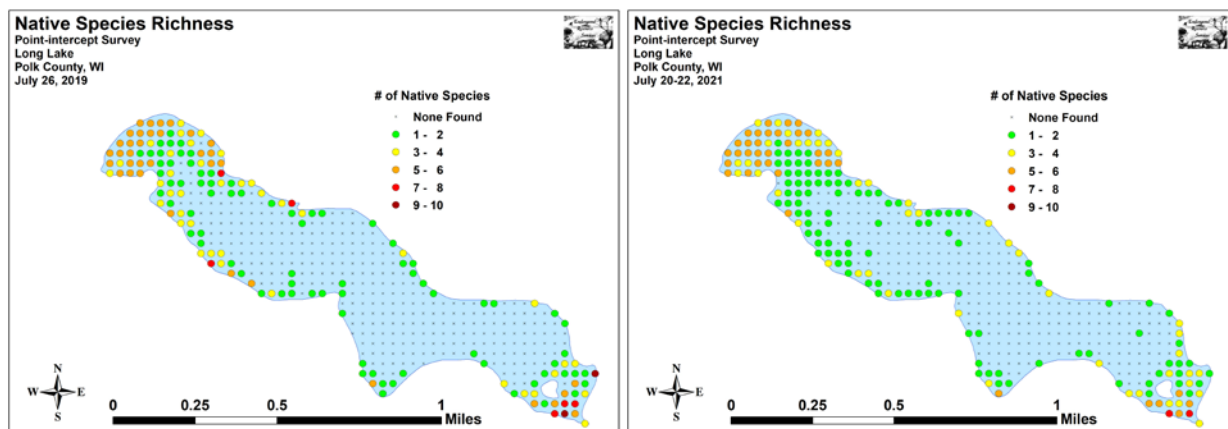 Native Species Richness
Point-intercept Survey
Long Lake
Polk County, WI
July 26, 2019
# of Native Species
None Found
1 - 2
3 - 4
5 - 6
7 - 8
9 - 10
N
W E
S
0 0.25 0.5 1
Miles
Native Species Richness
Point-intercept Survey
Long Lake
Polk County, WI
July 20-22, 2021
# of Native Species
None Found
1 - 2
3 - 4
5 - 6
7 - 8
9 - 10
N
W E
S
0 0.25 0.5 1
Miles